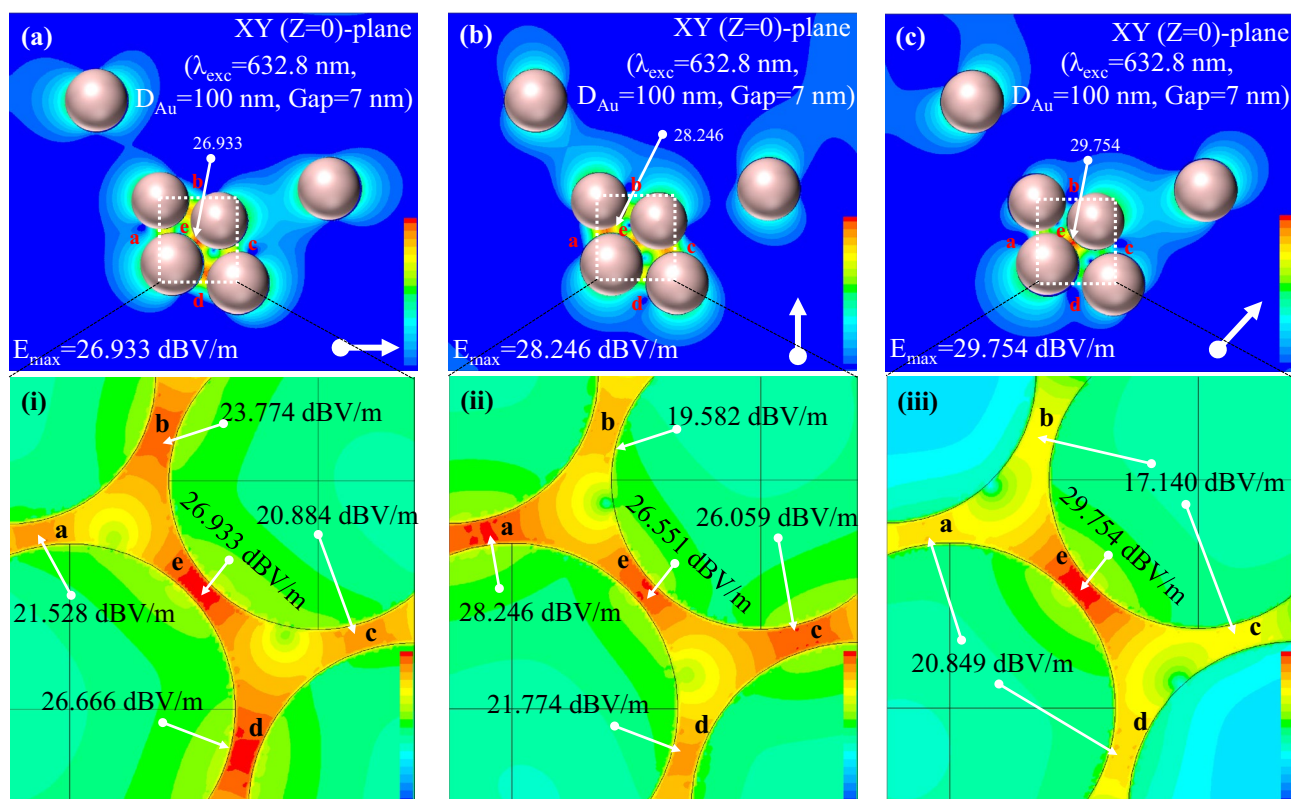 (a)
XY (Z=0)-plane
(λexc=632.8 nm,
DAu=100 nm, Gap=7 nm)
26.933
b
a
e
c
d
Emax=26.933 dBV/m
(b)
XY (Z=0)-plane
(λexc=632.8 nm,
DAu=100 nm, Gap=7 nm)
28.246
b
a
e
c
d
Emax=28.246 dBV/m
(c)
XY (Z=0)-plane
(λexc=632.8 nm,
DAu=100 nm, Gap=7 nm)
29.754
b
a
e
c
d
Emax=29.754 dBV/m
(i)
23.774 dBV/m
b
26.933 dBV/m
20.884 dBV/m
a
e
21.528 dBV/m
c
26.666 dBV/m
d
(ii)
19.582 dBV/m
b
26.551 dBV/m
26.059 dBV/m
a
e
28.246 dBV/m
c
21.774 dBV/m
d
(iii)
b
17.140 dBV/m
29.754 dBV/m
a
e
c
20.849 dBV/m
d